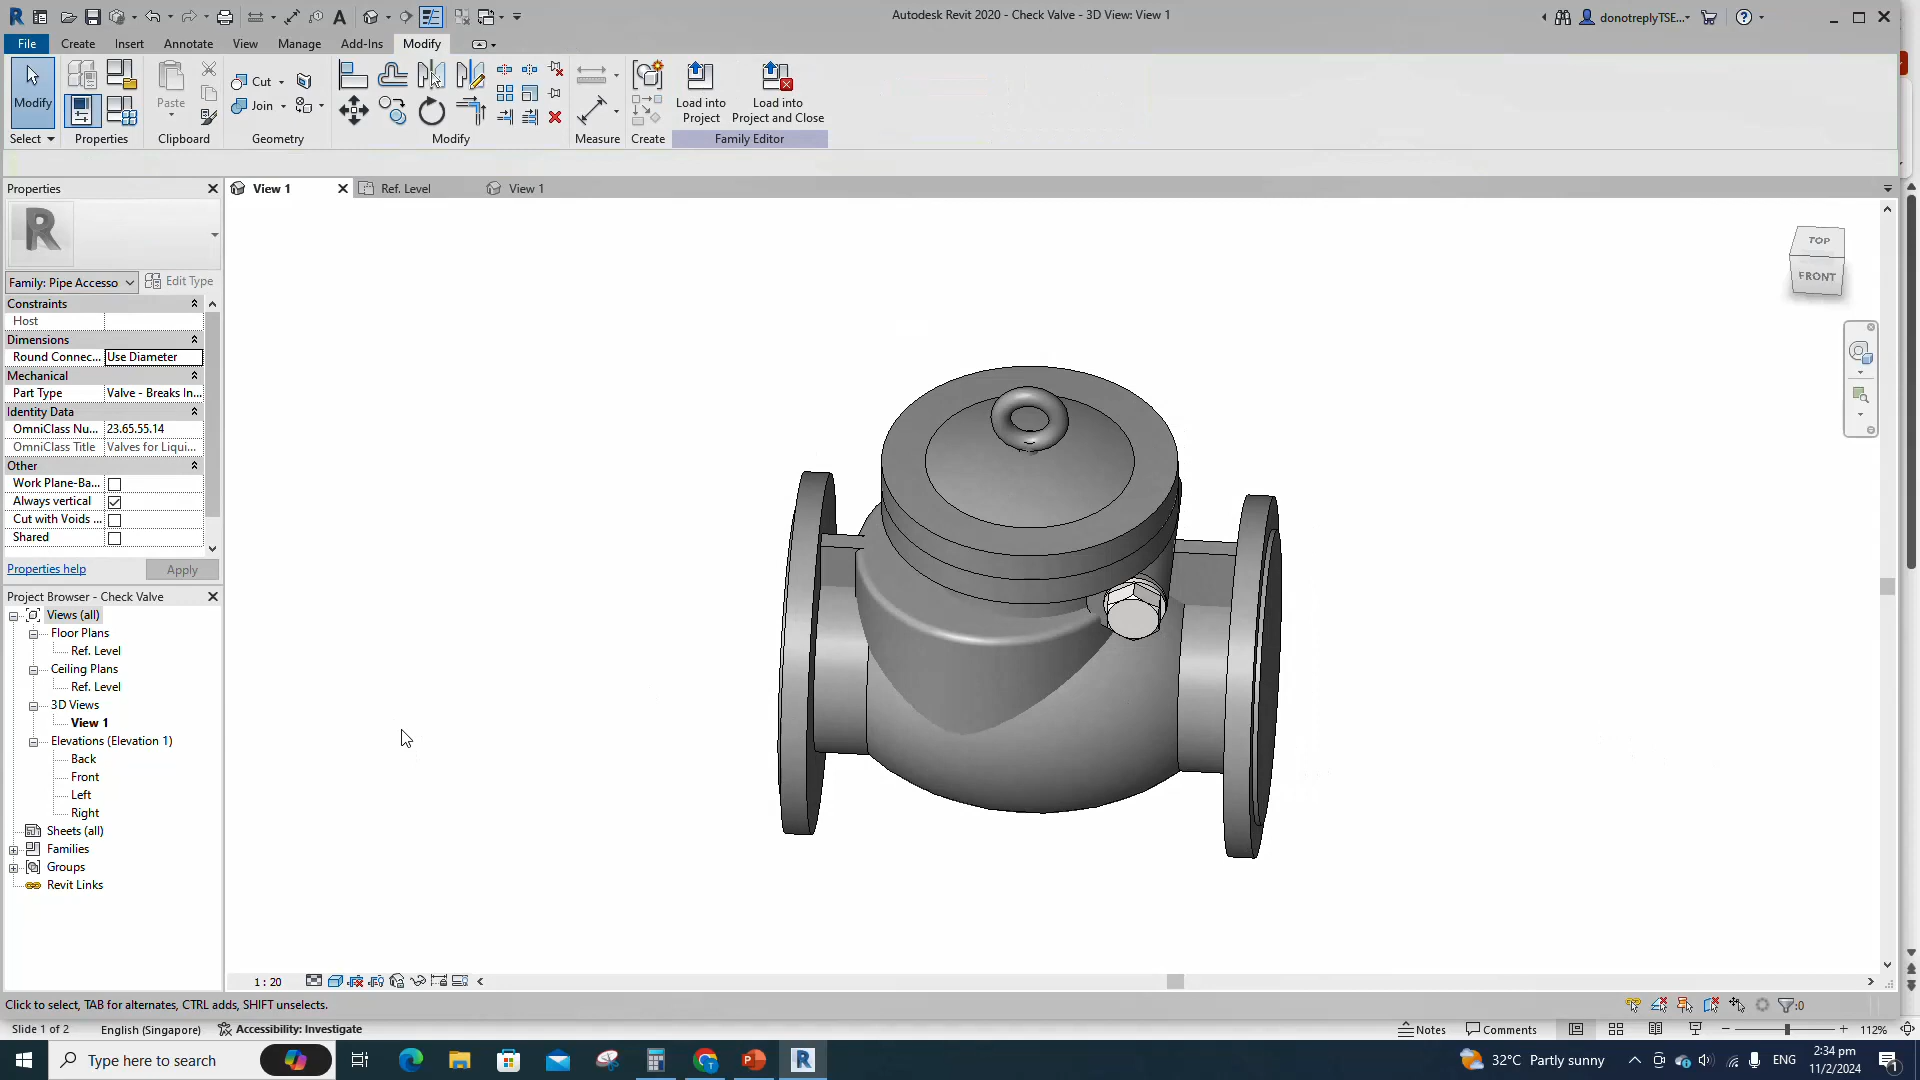 Autodesk Revit 2020 - Check Valve - 3D View: View 1
donotreplyTSE...
File Create Insert Annotate View Manage Add-Ins Modify
Modify
Paste
Cut
Join
Load into Project
Load into Project and Close
Select Properties Clipboard Geometry Modify Measure Create Family Editor
Properties
View 1 Ref. Level View 1
R
Family: Pipe Accesso Edit Type
Constraints
Host
Dimensions
Round Connec... Use Diameter
Mechanical
Part Type Valve - Breaks In...
Identity Data
OmniClass Nu... 23.65.55.14
OmniClass Title Valves for Liqui...
Other
Work Plane-Ba...
Always vertical
Cut with Voids ...
Shared
Properties help Apply
Project Browser - Check Valve
Views (all)
Floor Plans
Ref. Level
Ceiling Plans
Ref. Level
3D Views
View 1
Elevations (Elevation 1)
Back
Front
Left
Right
Sheets (all)
Families
Groups
Revit Links
TOP
FRONT
1 : 20
Click to select, TAB for alternates, CTRL adds, SHIFT unselects.
:0
Slide 1 of 2 English (Singapore) Accessibility: Investigate Notes Comments 112%
Type here to search
32°C Partly sunny
ENG
2:34 pm
11/2/2024
1